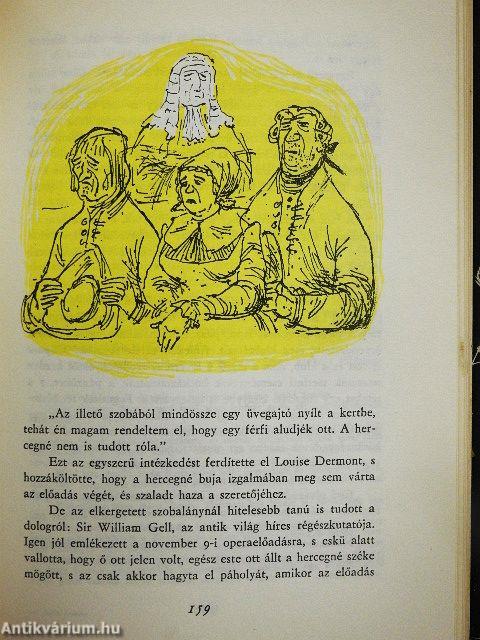 „Az illető szobából mindössze egy üvegajtó nyílt a kertbe,
tehát én magam rendeltem el, hogy egy férfi aludjék ott. A her-
cegné nem is tudott róla.”
Ezt az egyszerű intézkedést ferdítette el Louise Dermont, s
hozzáköltötte, hogy a hercegné buja izgalmában meg sem várta
az előadás végét, és szaladt haza a szeretőjéhez.
De az elkergetett szobalánynál hitelesebb tanú is tudott a
dologról: Sir William Gell, az antik világ híres régészkutatója.
Igen jól emlékezett a november 9-i operaelőadásra, s eskü alatt
vallotta, hogy ő ott jelen volt, egész este ott állt a hercegné széke
mögött, s az csak akkor hagyta el páholyát, amikor az előadás
159
Antikvárium.hu